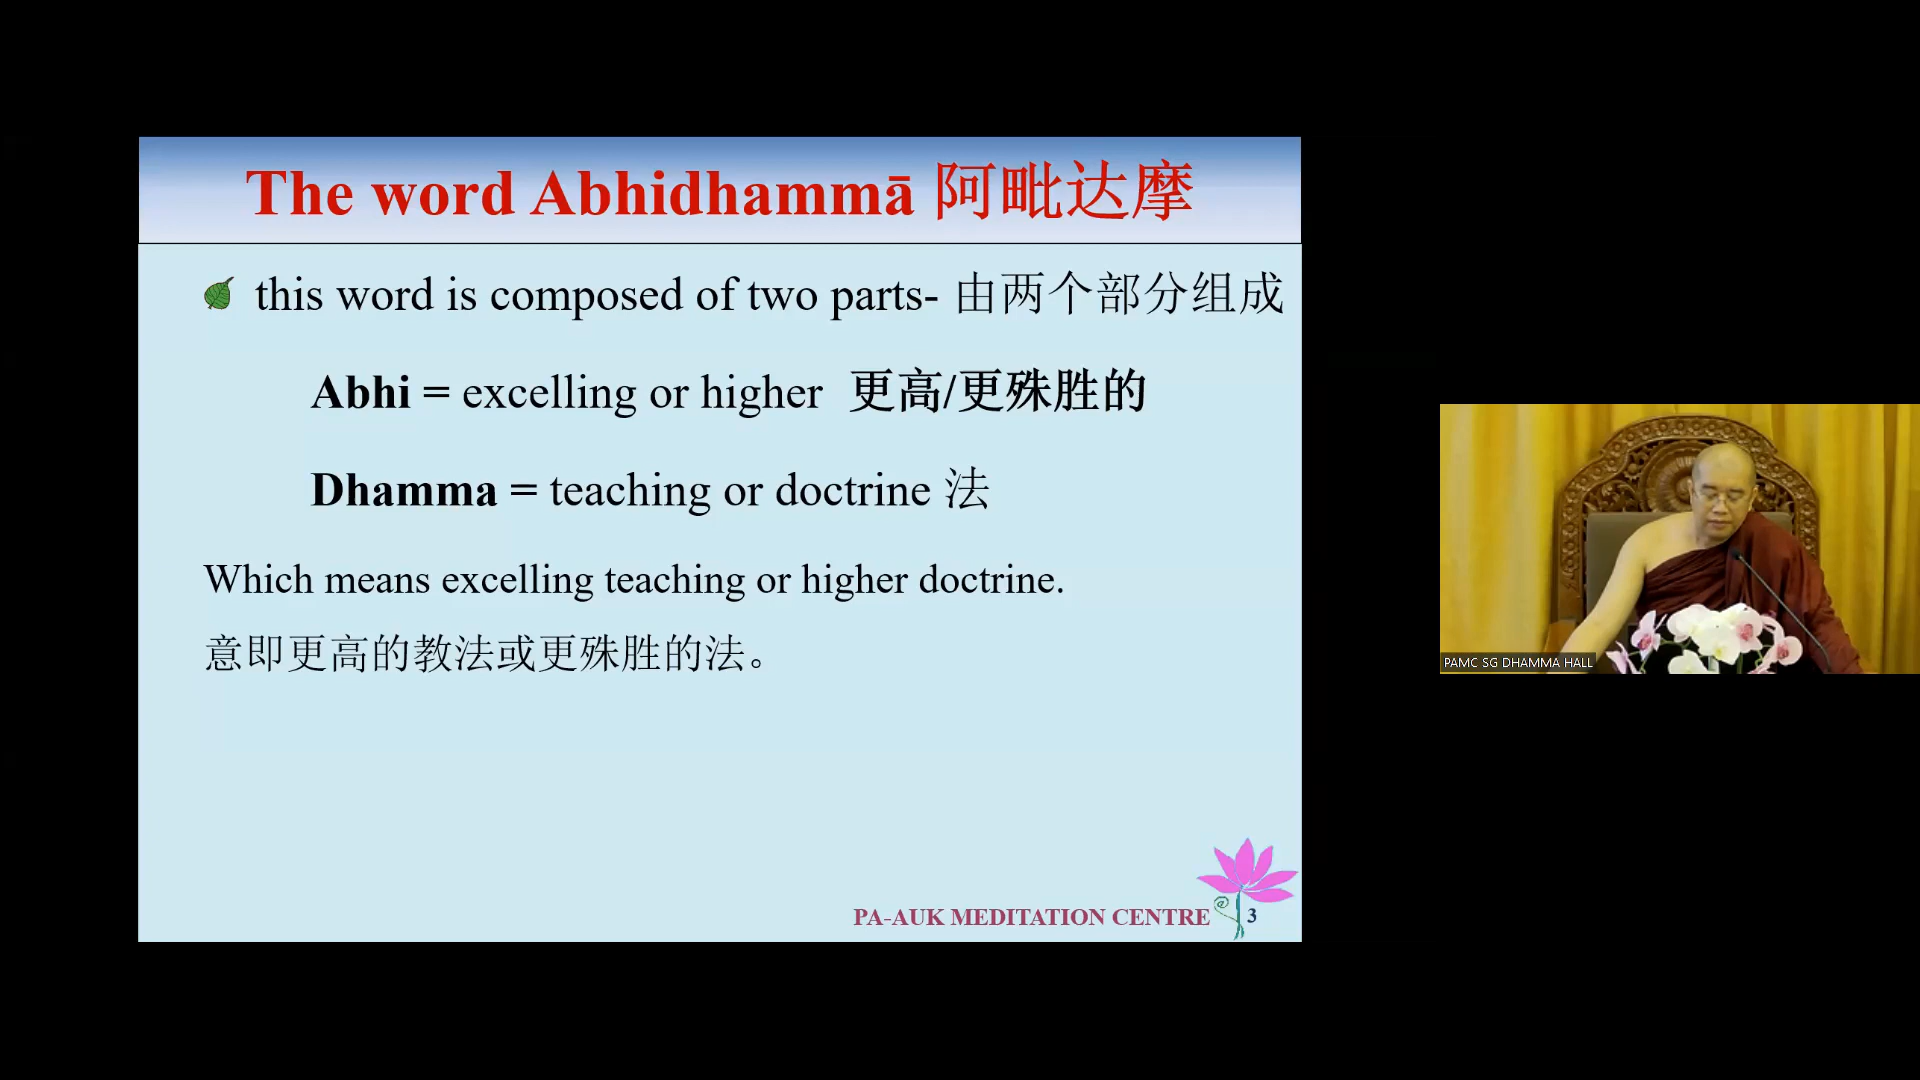 The word Abhidhammā 阿毗达摩
this word is composed of two parts- 由两个部分组成
Abhi = excelling or higher 更高/更殊胜的
Dhamma = teaching or doctrine 法
Which means excelling teaching or higher doctrine.
意即更高的教法或更殊胜的法。
PA-AUK MEDITATION CENTRE 3
PAMC SG DHAMMA HALL